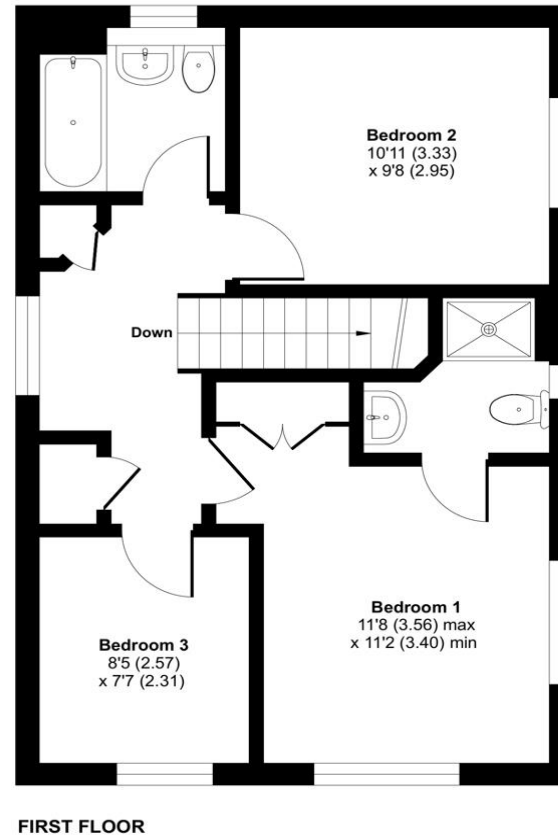 Bedroom 2
10'11 (3.33)
x 9'8 (2.95)
Down
Bedroom 1
11'8 (3.56) max
x 11'2 (3.40) min
Bedroom 3
8'5 (2.57)
x 7'7 (2.31)
FIRST FLOOR